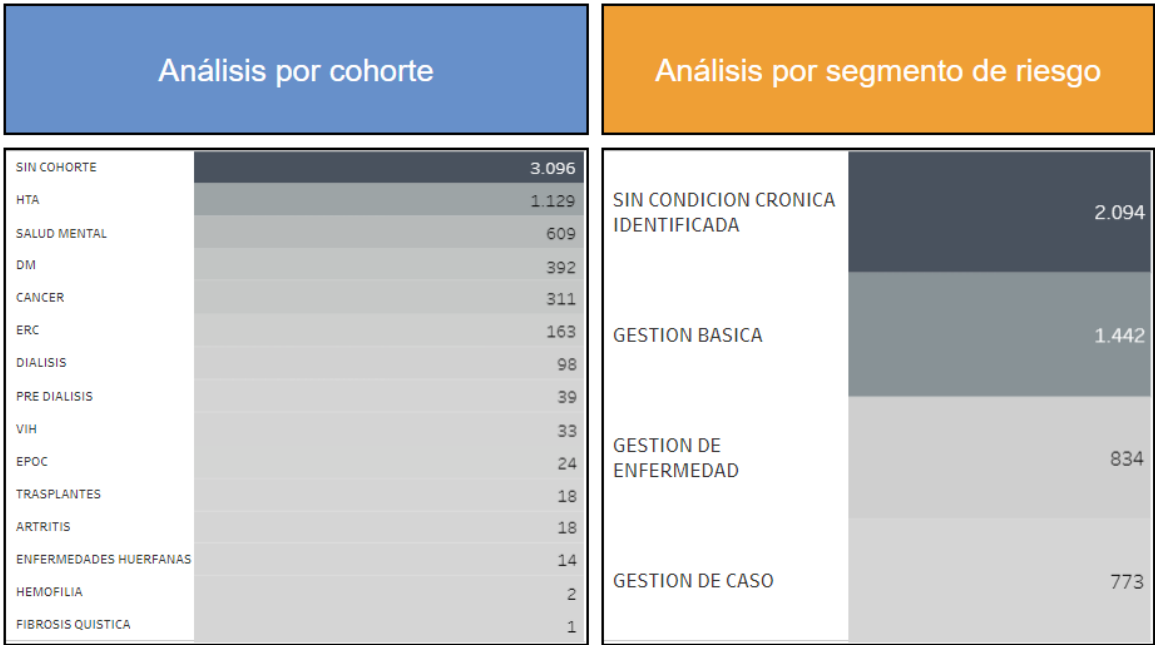 Análisis por cohorte
SIN COHORTE 3.096
HTA 1.129
SALUD MENTAL 609
DM 392
CANCER 311
ERC 163
DIALISIS 98
PRE DIALISIS 39
VIH 33
EPOC 24
TRASPLANTES 18
ARTRITIS 18
ENFERMEDADES HUERFANAS 14
HEMOFILIA 2
FIBROSIS QUISTICA 1
Análisis por segmento de riesgo
SIN CONDICION CRONICA
IDENTIFICADA
2.094
GESTION BASICA 1.442
GESTION DE
ENFERMEDAD
834
GESTION DE CASO 773